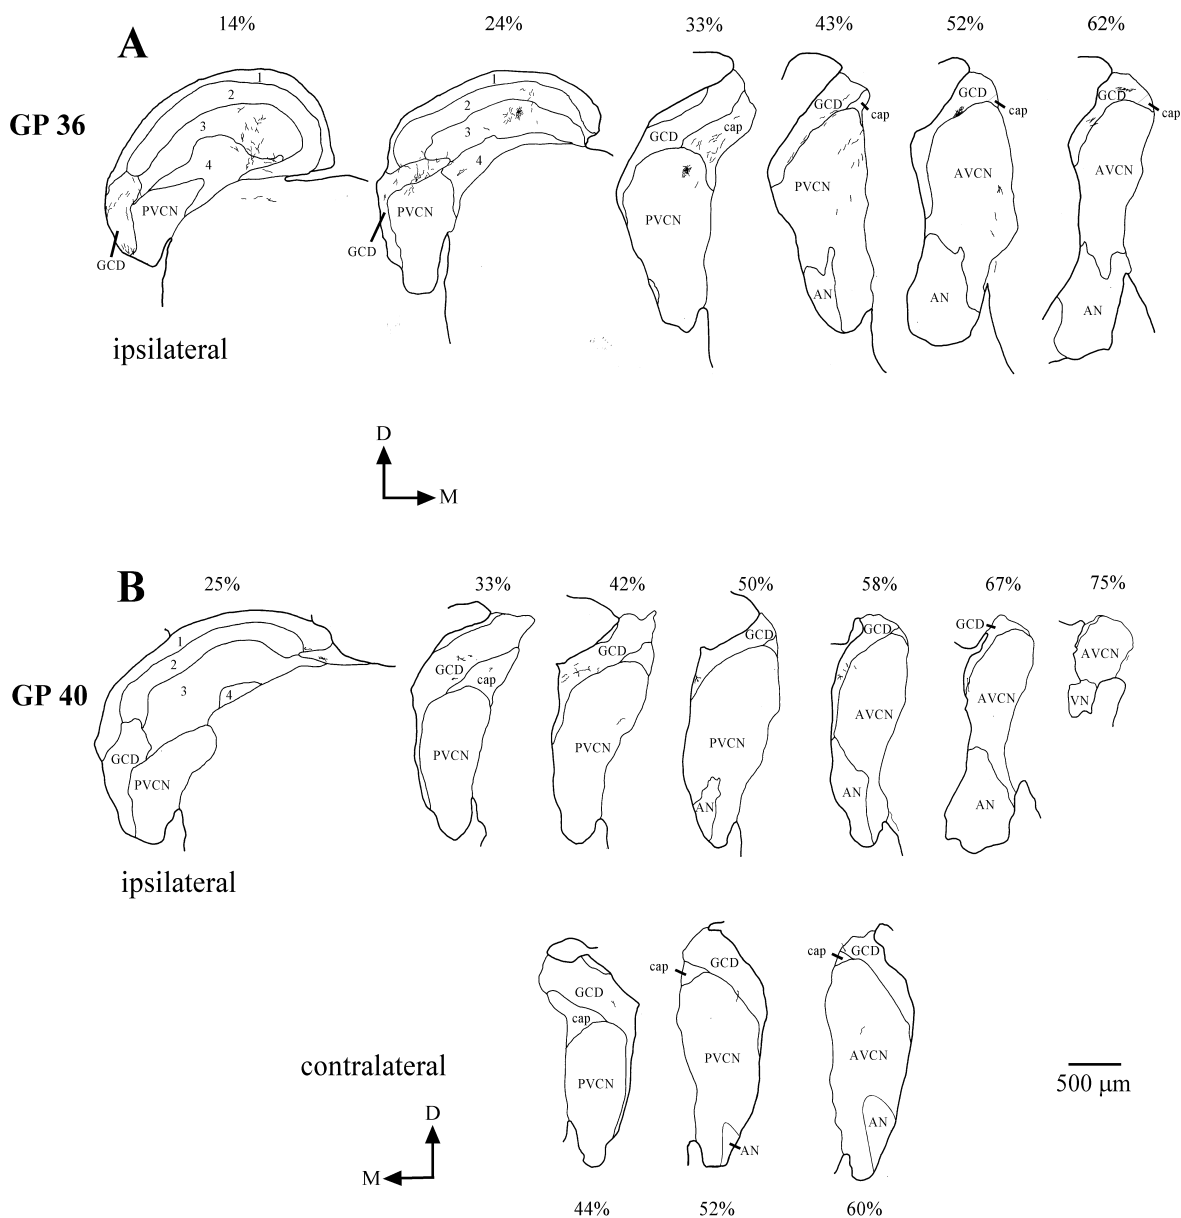 A
14% 24% 33% 43% 52% 62%
GP 36
1 2 3 4 PVCN GCD
1 2 3 4 PVCN GCD
GCD cap PVCN
GCD cap PVCN AN
GCD cap AVCN AN
GCD cap AVCN AN
ipsilateral
D
M
B
25% 33% 42% 50% 58% 67% 75%
GP 40
1 2 3 4 GCD PVCN
GCD cap PVCN
GCD PVCN
GCD PVCN AN
GCD AVCN AN
GCD AVCN AN
AVCN VN
ipsilateral
GCD cap PVCN
cap GCD PVCN AN
cap GCD AVCN AN
contralateral
500 μm
D
M
44% 52% 60%